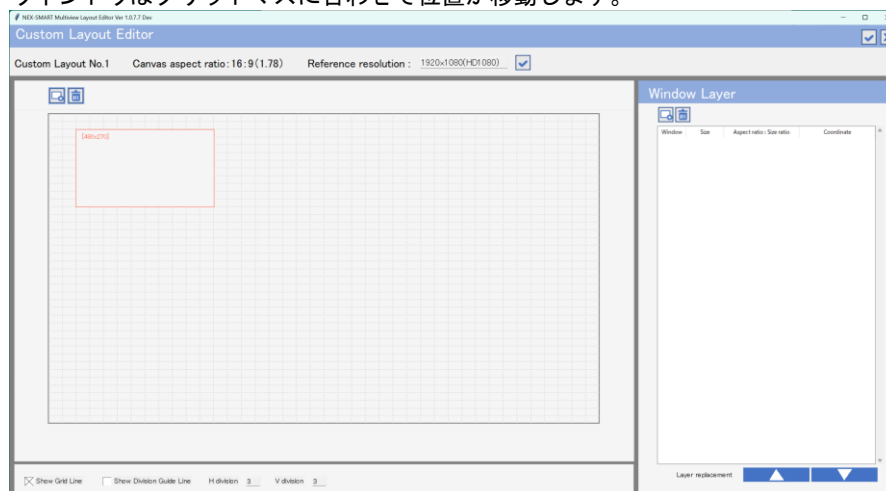 ウィンドウはグリッドマスに合わせて位置が移動します。
NEX-SMART Multiview Layout Editor Ver 1.0.7.7 Dev
Custom Layout Editor
Custom Layout No.1 Canvas aspect ratio:16:9(1.78) Reference resolution : 1920x1080(HD1080)
Window Layer
Window Size Aspect ratio : Size ratio Coordinate
[480x270]
Layer replacement
Show Grid Line Show Division Guide Line H division 3 V division 3